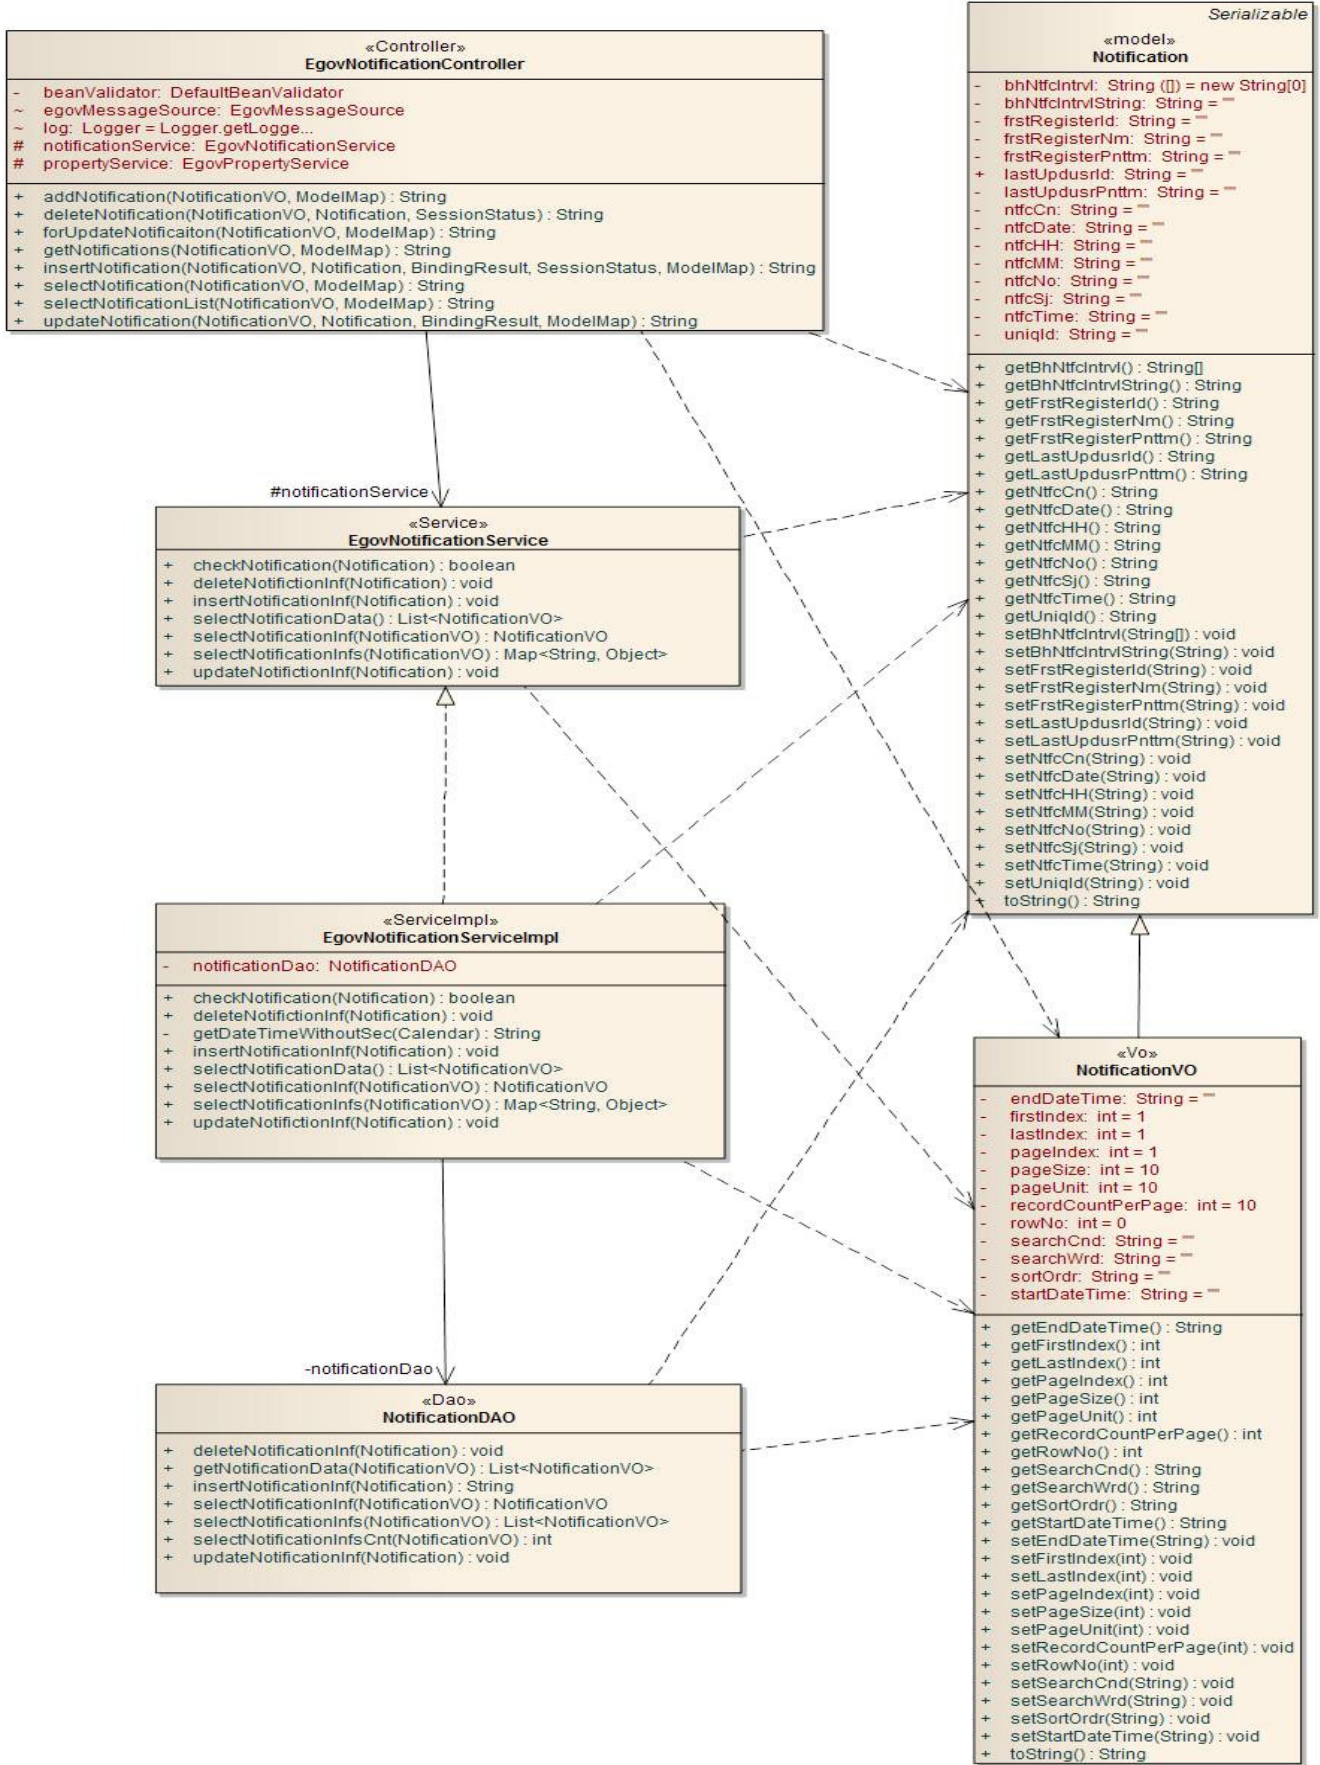 «Controller»
EgovNotificationController
- beanValidator: DefaultBeanValidator
~ egovMessageSource: EgovMessageSource
~ log: Logger = Logger.getLogge...
# notificationService: EgovNotificationService
# propertyService: EgovPropertyService
+ addNotification(NotificationVO, ModelMap) : String
+ deleteNotification(NotificationVO, Notification, SessionStatus) : String
+ forUpdateNotificaiton(NotificationVO, ModelMap) : String
+ getNotifications(NotificationVO, ModelMap) : String
+ insertNotification(NotificationVO, Notification, BindingResult, SessionStatus, ModelMap) : String
+ selectNotification(NotificationVO, ModelMap) : String
+ selectNotificationList(NotificationVO, ModelMap) : String
+ updateNotification(NotificationVO, Notification, BindingResult, ModelMap) : String
Serializable
«model»
Notification
- bhNtfcIntrvl: String ([]) = new String[0]
- bhNtfcIntrvlString: String = ""
- frstRegisterId: String = ""
- frstRegisterNm: String = ""
- frstRegisterPnttm: String = ""
+ lastUpdusrId: String = ""
- lastUpdusrPnttm: String = ""
- ntfcCn: String = ""
- ntfcDate: String = ""
- ntfcHH: String = ""
- ntfcMM: String = ""
- ntfcNo: String = ""
- ntfcSj: String = ""
- ntfcTime: String = ""
- uniqId: String = ""
+ getBhNtfcIntrvl() : String[]
+ getBhNtfcIntrvlString() : String
+ getFrstRegisterId() : String
+ getFrstRegisterNm() : String
+ getFrstRegisterPnttm() : String
+ getLastUpdusrId() : String
+ getLastUpdusrPnttm() : String
+ getNtfcCn() : String
+ getNtfcDate() : String
+ getNtfcHH() : String
+ getNtfcMM() : String
+ getNtfcNo() : String
+ getNtfcSj() : String
+ getNtfcTime() : String
+ getUniqId() : String
+ setBhNtfcIntrvl(String[]) : void
+ setBhNtfcIntrvlString(String) : void
+ setFrstRegisterId(String) : void
+ setFrstRegisterNm(String) : void
+ setFrstRegisterPnttm(String) : void
+ setLastUpdusrId(String) : void
+ setLastUpdusrPnttm(String) : void
+ setNtfcCn(String) : void
+ setNtfcDate(String) : void
+ setNtfcHH(String) : void
+ setNtfcMM(String) : void
+ setNtfcNo(String) : void
+ setNtfcSj(String) : void
+ setNtfcTime(String) : void
+ setUniqId(String) : void
+ toString() : String
#notificationService
«Service»
EgovNotificationService
+ checkNotification(Notification) : boolean
+ deleteNotifictionInf(Notification) : void
+ insertNotificationInf(Notification) : void
+ selectNotificationData() : List<NotificationVO>
+ selectNotificationInf(NotificationVO) : NotificationVO
+ selectNotificationInfs(NotificationVO) : Map<String, Object>
+ updateNotifictionInf(Notification) : void
«ServiceImpl»
EgovNotificationServiceImpl
- notificationDao: NotificationDAO
+ checkNotification(Notification) : boolean
+ deleteNotifictionInf(Notification) : void
- getDateTimeWithoutSec(Calendar) : String
+ insertNotificationInf(Notification) : void
+ selectNotificationData() : List<NotificationVO>
+ selectNotificationInf(NotificationVO) : NotificationVO
+ selectNotificationInfs(NotificationVO) : Map<String, Object>
+ updateNotifictionInf(Notification) : void
-notificationDao
«Dao»
NotificationDAO
+ deleteNotificationInf(Notification) : void
+ getNotificationData(NotificationVO) : List<NotificationVO>
+ insertNotificationInf(Notification) : String
+ selectNotificationInf(NotificationVO) : NotificationVO
+ selectNotificationInfs(NotificationVO) : List<NotificationVO>
+ selectNotificationInfsCnt(NotificationVO) : int
+ updateNotificationInf(Notification) : void
«Vo»
NotificationVO
- endDateTime: String = ""
- firstIndex: int = 1
- lastIndex: int = 1
- pageIndex: int = 1
- pageSize: int = 10
- pageUnit: int = 10
- recordCountPerPage: int = 10
- rowNo: int = 0
- searchCnd: String = ""
- searchWrd: String = ""
- sortOrdr: String = ""
- startDateTime: String = ""
+ getEndDateTime() : String
+ getFirstIndex() : int
+ getLastIndex() : int
+ getPageIndex() : int
+ getPageSize() : int
+ getPageUnit() : int
+ getRecordCountPerPage() : int
+ getRowNo() : int
+ getSearchCnd() : String
+ getSearchWrd() : String
+ getSortOrdr() : String
+ getStartDateTime() : String
+ setEndDateTime(String) : void
+ setFirstIndex(int) : void
+ setLastIndex(int) : void
+ setPageIndex(int) : void
+ setPageSize(int) : void
+ setPageUnit(int) : void
+ setRecordCountPerPage(int) : void
+ setRowNo(int) : void
+ setSearchCnd(String) : void
+ setSearchWrd(String) : void
+ setSortOrdr(String) : void
+ setStartDateTime(String) : void
+ toString() : String